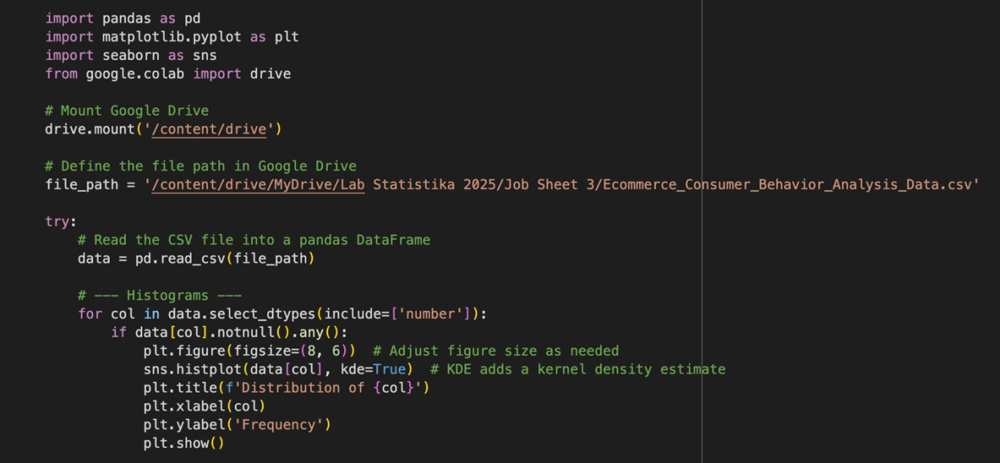 import pandas as pd
import matplotlib.pyplot as plt
import seaborn as sns
from google.colab import drive

# Mount Google Drive
drive.mount('/content/drive')

# Define the file path in Google Drive
file_path = '/content/drive/MyDrive/Lab Statistika 2025/Job Sheet 3/Ecommerce_Consumer_Behavior_Analysis_Data.csv'

try:
    # Read the CSV file into a pandas DataFrame
    data = pd.read_csv(file_path)

    # --- Histograms ---
    for col in data.select_dtypes(include=['number']):
        if data[col].notnull().any():
            plt.figure(figsize=(8, 6))  # Adjust figure size as needed
            sns.histplot(data[col], kde=True)  # KDE adds a kernel density estimate
            plt.title(f'Distribution of {col}')
            plt.xlabel(col)
            plt.ylabel('Frequency')
            plt.show()